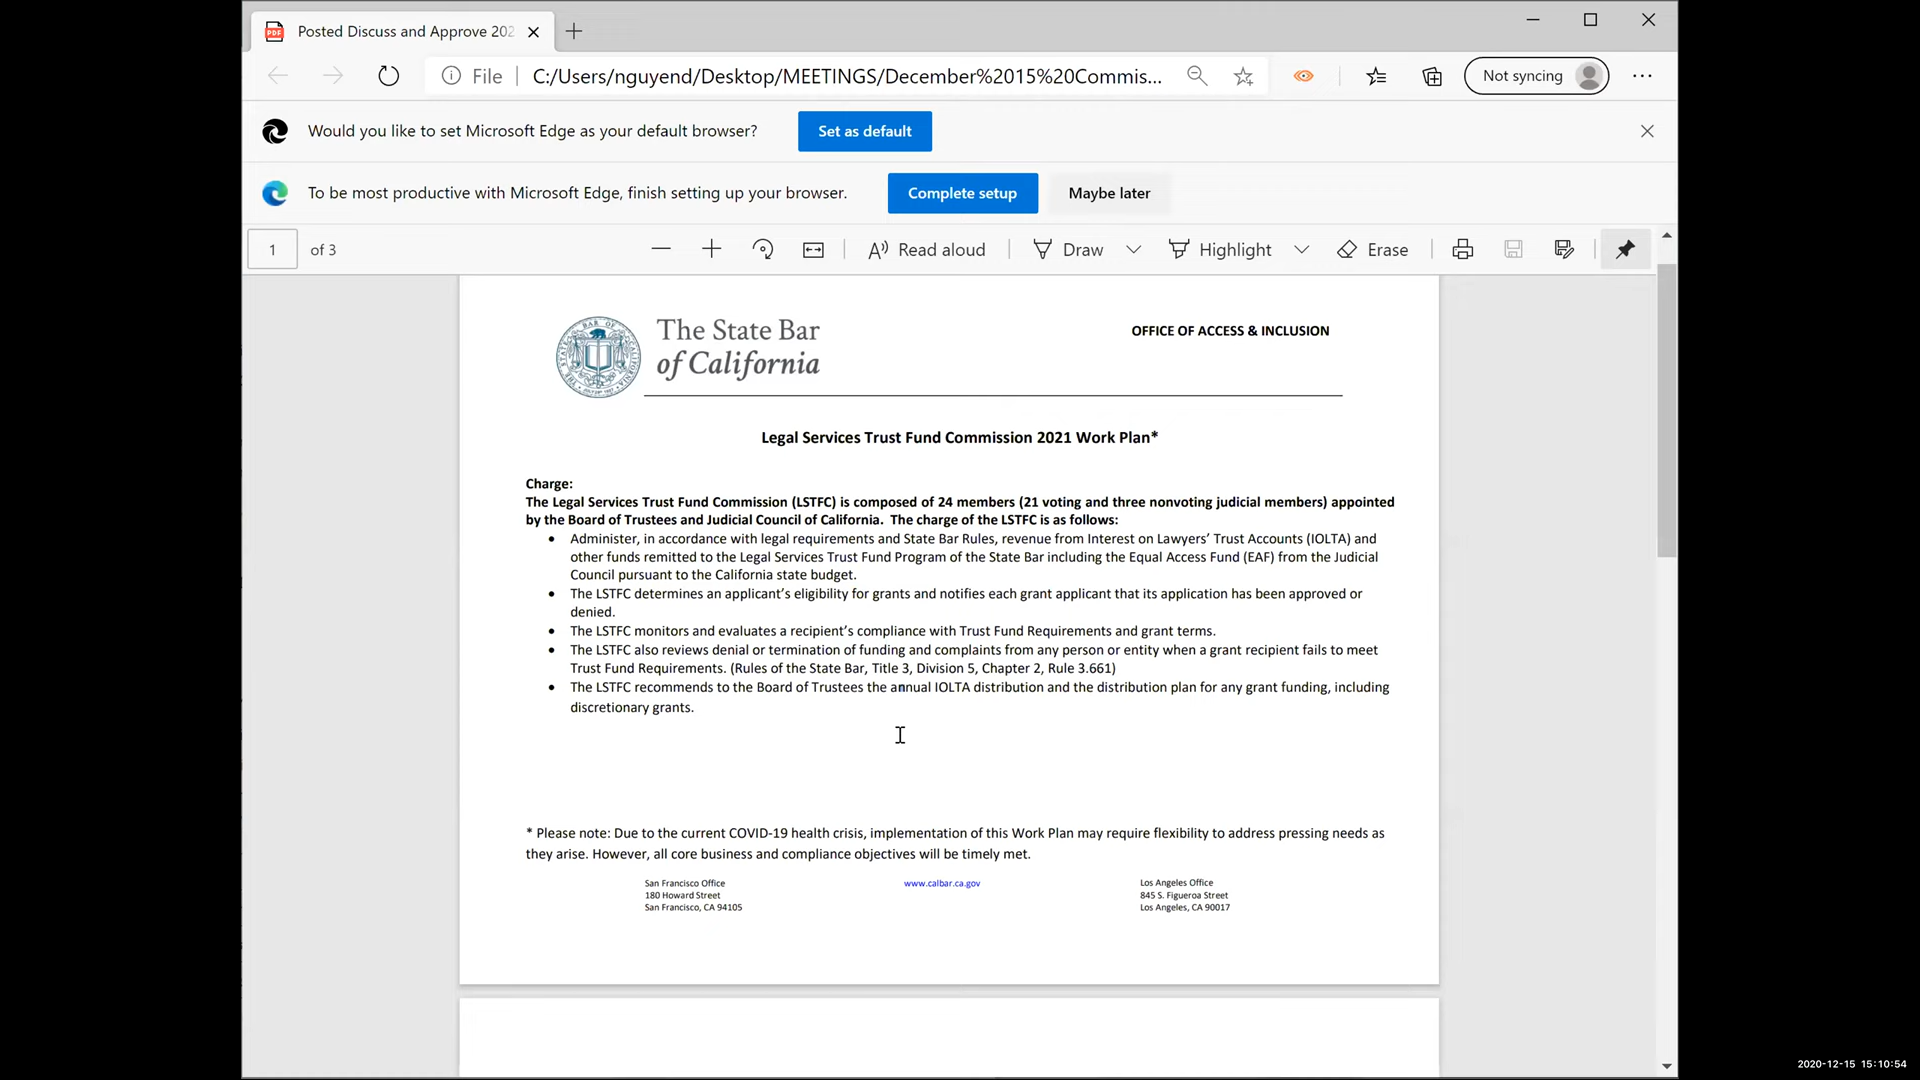 Posted Discuss and Approve 202
File
C:/Users/nguyend/Desktop/MEETINGS/December%2015%20Commis...
Not syncing
Would you like to set Microsoft Edge as your default browser?
Set as default
To be most productive with Microsoft Edge, finish setting up your browser.
Complete setup
Maybe later
1 of 3
Read aloud
Draw
Highlight
Erase
The State Bar
of California
OFFICE OF ACCESS & INCLUSION
Legal Services Trust Fund Commission 2021 Work Plan*
Charge:
The Legal Services Trust Fund Commission (LSTFC) is composed of 24 members (21 voting and three nonvoting judicial members) appointed
by the Board of Trustees and Judicial Council of California. The charge of the LSTFC is as follows:
• Administer, in accordance with legal requirements and State Bar Rules, revenue from Interest on Lawyers’ Trust Accounts (IOLTA) and
other funds remitted to the Legal Services Trust Fund Program of the State Bar including the Equal Access Fund (EAF) from the Judicial
Council pursuant to the California state budget.
• The LSTFC determines an applicant’s eligibility for grants and notifies each grant applicant that its application has been approved or
denied.
• The LSTFC monitors and evaluates a recipient’s compliance with Trust Fund Requirements and grant terms.
• The LSTFC also reviews denial or termination of funding and complaints from any person or entity when a grant recipient fails to meet
Trust Fund Requirements. (Rules of the State Bar, Title 3, Division 5, Chapter 2, Rule 3.661)
• The LSTFC recommends to the Board of Trustees the annual IOLTA distribution and the distribution plan for any grant funding, including
discretionary grants.
* Please note: Due to the current COVID-19 health crisis, implementation of this Work Plan may require flexibility to address pressing needs as
they arise. However, all core business and compliance objectives will be timely met.
San Francisco Office
180 Howard Street
San Francisco, CA 94105
www.calbar.ca.gov
Los Angeles Office
845 S. Figueroa Street
Los Angeles, CA 90017
2020-12-15 15:10:54